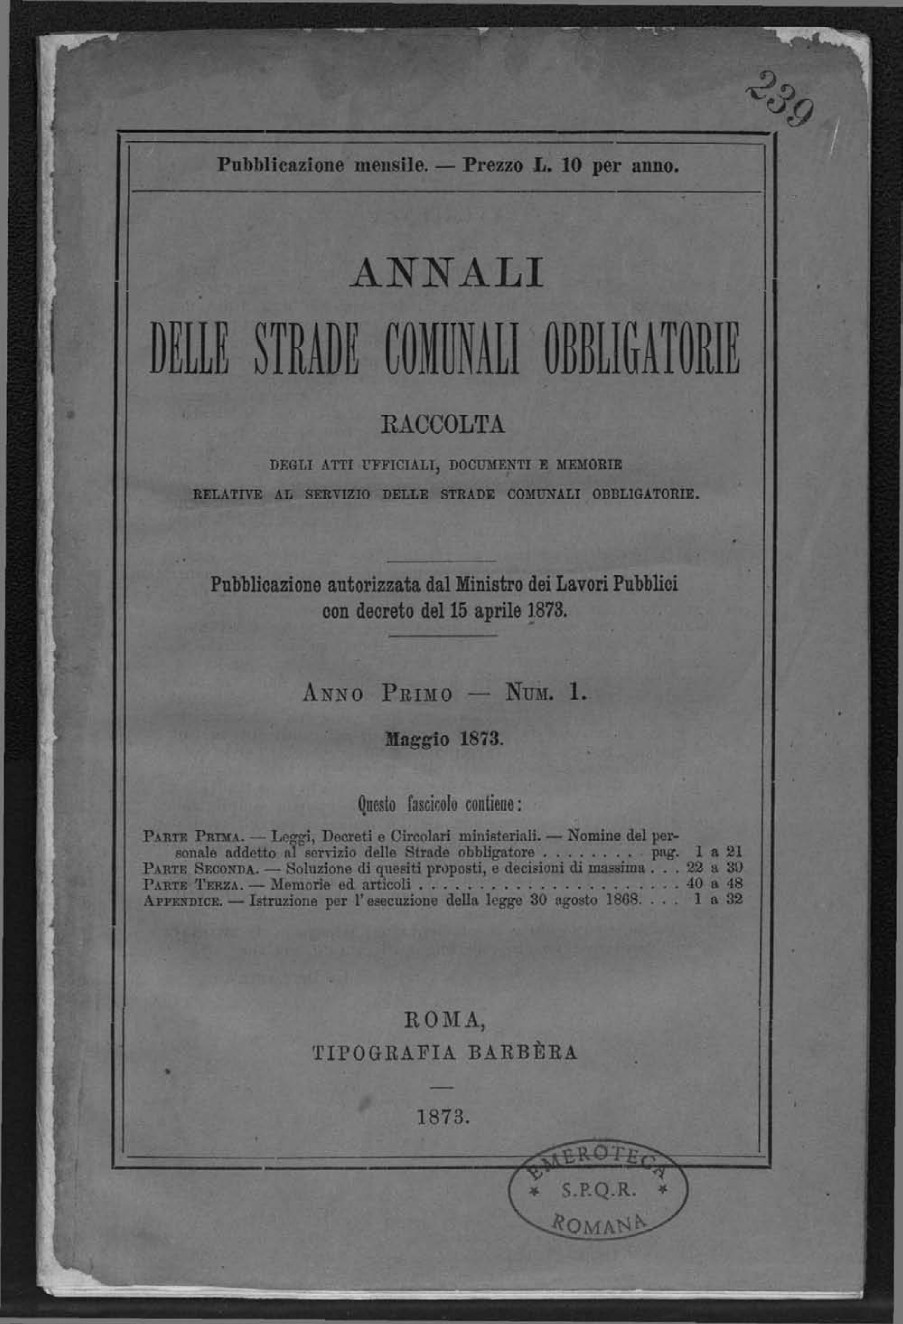 239
Pubblicazione mensile. — Prezzo L. 10 per anno.
ANNALI
DELLE STRADE COMUNALI OBBLIGATORIE
RACCOLTA
DEGLI ATTI UFFICIALI, DOCUMENTI E MEMORIE
RELATIVE AL SERVIZIO DELLE STRADE COMUNALI OBBLIGATORIE.
Pubblicazione autorizzata dal Ministro dei Lavori Pubblici
con decreto del 15 aprile 1873.
ANNO PRIMO — NUM. 1.
Maggio 1873.
Questo fascicolo contiene:
PARTE PRIMA. — Leggi, Decreti e Circolari ministeriali. — Nomine del per-
sonale addetto al servizio delle Strade obbligatore . . . . . . . . pag. 1 a 21
PARTE SECONDA. — Soluzione di quesiti proposti, e decisioni di massima . . . 22 a 39
PARTE TERZA. — Memorie ed articoli . . . . . . . . . . . . . . . . . . . . . . 40 a 48
APPENDICE. — Istruzione per l'esecuzione della legge 30 agosto 1868. . . . 1 a 32
ROMA,
TIPOGRAFIA BARBÈRA
1873.
EMEROTECA
* S.P.Q.R. *
ROMANA